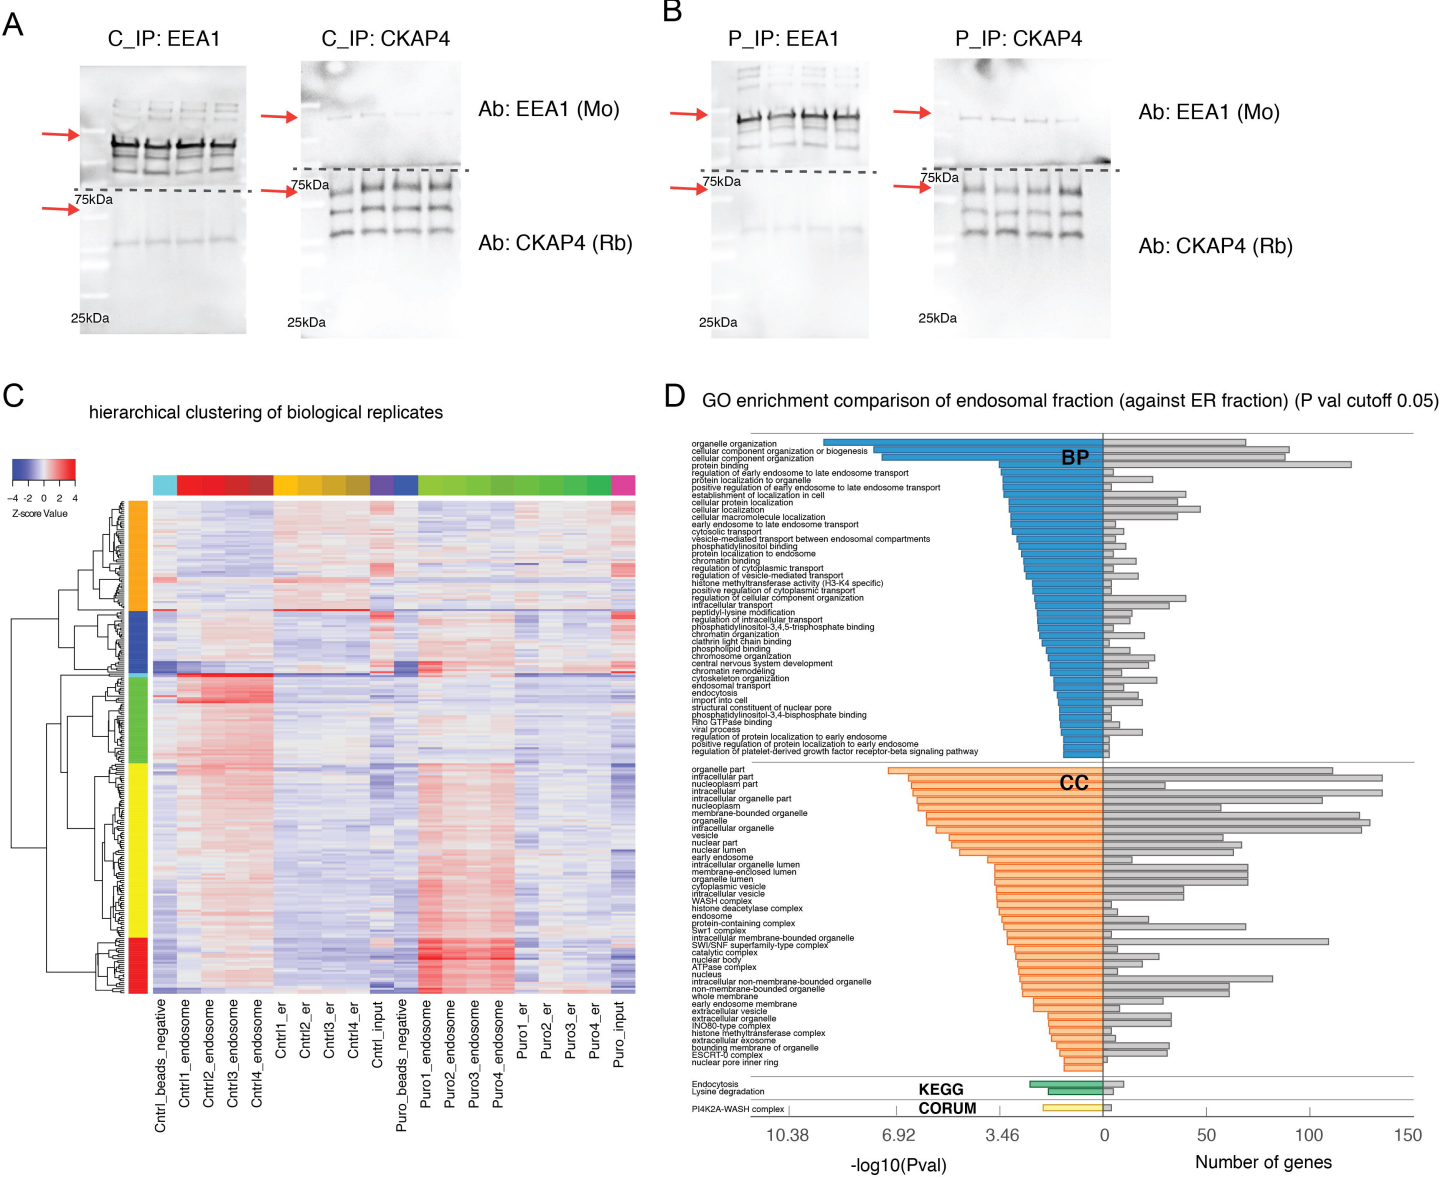 A
C_IP: EEA1
C_IP: CKAP4
Ab: EEA1 (Mo)
75kDa
75kDa
Ab: CKAP4 (Rb)
25kDa
25kDa
B
P_IP: EEA1
P_IP: CKAP4
Ab: EEA1 (Mo)
75kDa
75kDa
Ab: CKAP4 (Rb)
25kDa
25kDa
C
hierarchical clustering of biological replicates
−4 −2 0 2 4
Z-score Value
Cntrl_beads_negative
Cntrl1_endosome
Cntrl2_endosome
Cntrl3_endosome
Cntrl4_endosome
Cntrl1_er
Cntrl2_er
Cntrl3_er
Cntrl4_er
Cntrl_input
Puro_beads_negative
Puro1_endosome
Puro2_endosome
Puro3_endosome
Puro4_endosome
Puro1_er
Puro2_er
Puro3_er
Puro4_er
Puro_input
D
GO enrichment comparison of endosomal fraction (against ER fraction) (P val cutoff 0.05)
BP
organelle organization
cellular component organization or biogenesis
cellular component organization
protein binding
regulation of early endosome to late endosome transport
protein localization to organelle
positive regulation of early endosome to late endosome transport
establishment of localization in cell
cellular protein localization
cellular localization
cellular macromolecule localization
early endosome to late endosome transport
cytosolic transport
vesicle-mediated transport between endosomal compartments
phosphatidylinositol binding
protein localization to endosome
chromatin binding
regulation of cytoplasmic transport
regulation of vesicle-mediated transport
histone methyltransferase activity (H3-K4 specific)
positive regulation of cytoplasmic transport
regulation of cellular component organization
intracellular transport
peptidyl-lysine modification
regulation of intracellular transport
phosphatidylinositol-3,4,5-trisphosphate binding
chromatin organization
clathrin light chain binding
phospholipid binding
chromosome organization
central nervous system development
chromatin remodeling
cytoskeleton organization
endosomal transport
endocytosis
import into cell
structural constituent of nuclear pore
phosphatidylinositol-3,4-bisphosphate binding
Rho GTPase binding
viral process
regulation of protein localization to early endosome
positive regulation of protein localization to early endosome
regulation of platelet-derived growth factor receptor-beta signaling pathway
CC
organelle part
intracellular part
nucleoplasm part
intracellular
intracellular organelle part
nucleoplasm
membrane-bounded organelle
organelle
intracellular organelle
vesicle
nuclear part
nuclear lumen
early endosome
intracellular organelle lumen
membrane-enclosed lumen
organelle lumen
cytoplasmic vesicle
intracellular vesicle
WASH complex
histone deacetylase complex
endosome
protein-containing complex
Swr1 complex
intracellular membrane-bounded organelle
SWI/SNF superfamily-type complex
catalytic complex
nuclear body
ATPase complex
nucleus
intracellular non-membrane-bounded organelle
non-membrane-bounded organelle
whole membrane
early endosome membrane
extracellular vesicle
extracellular organelle
INO80-type complex
histone methyltransferase complex
extracellular exosome
bounding membrane of organelle
ESCRT-0 complex
nuclear pore inner ring
Endocytosis
Lysine degradation
KEGG
PI4K2A-WASH complex
CORUM
10.38 6.92 3.46 0 50 100 150
-log10(Pval)
Number of genes